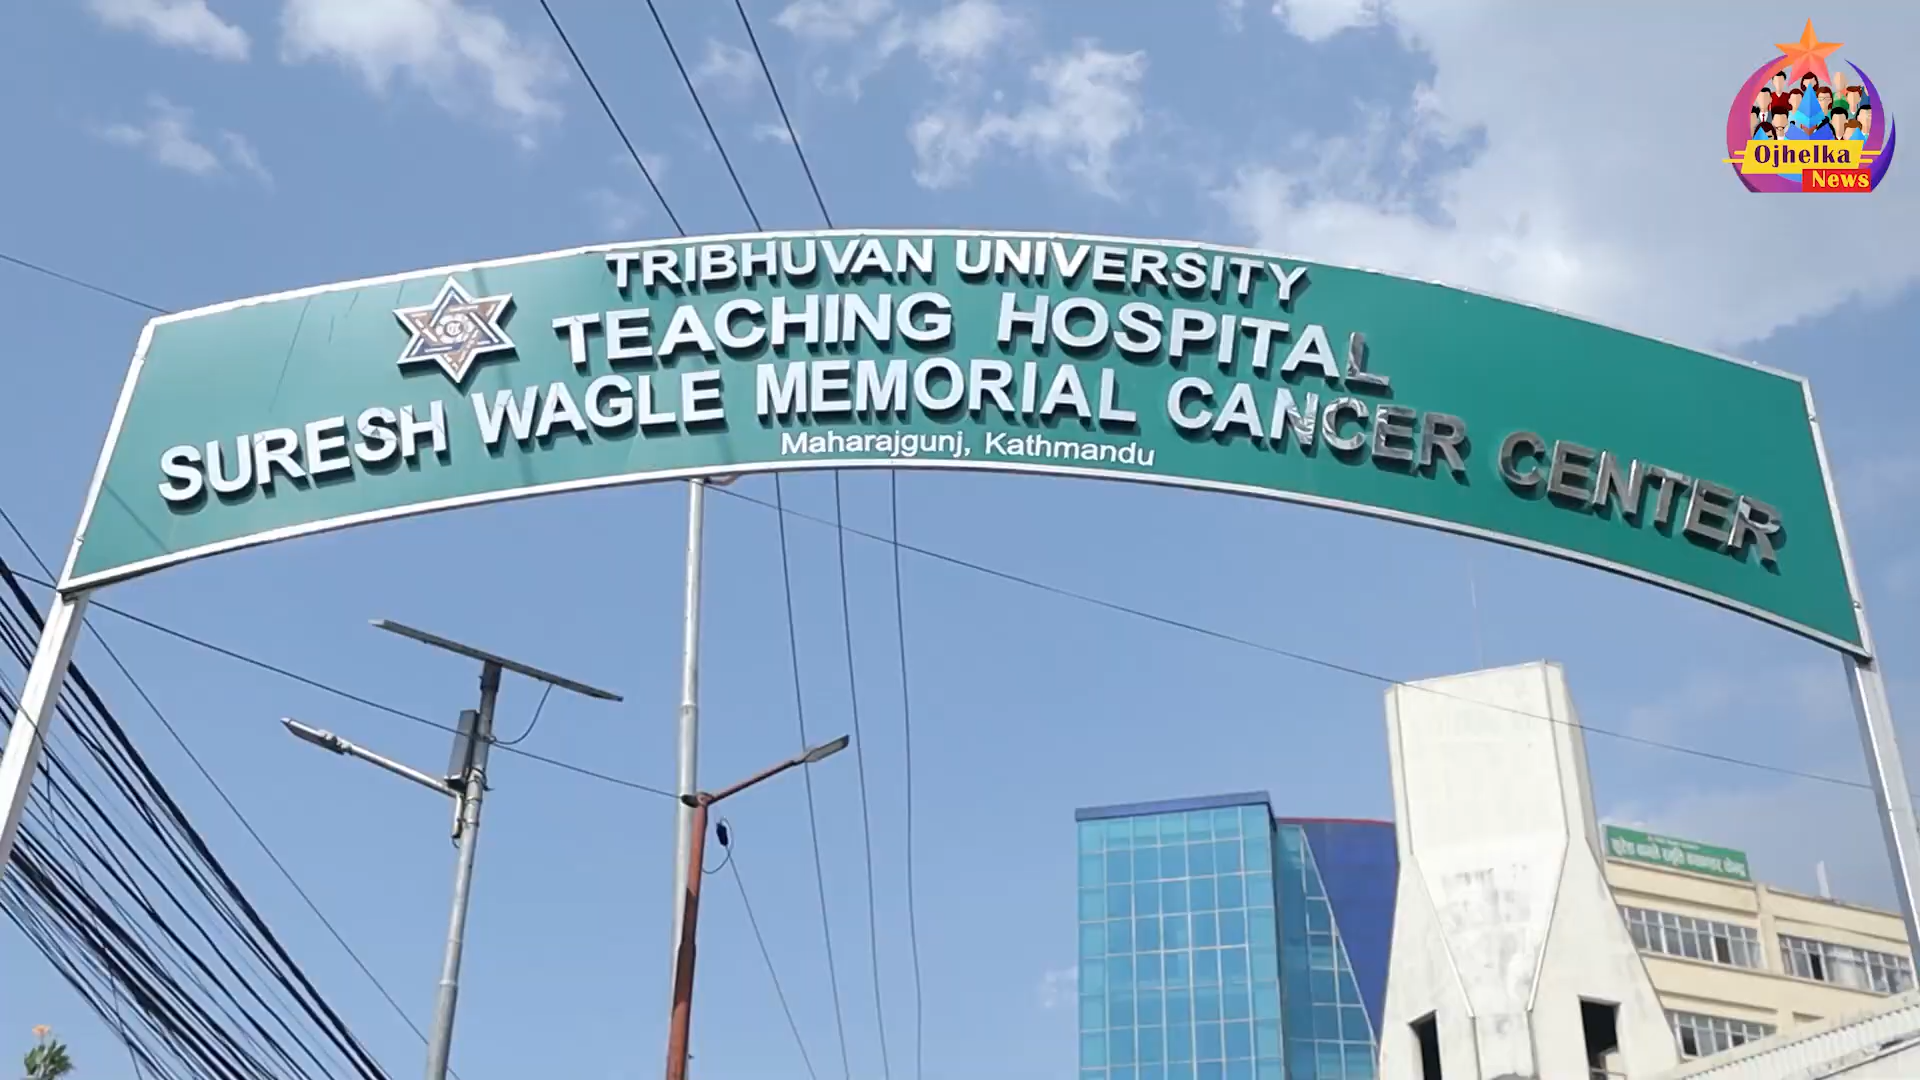 Ojhelka
News
TRIBHUVAN UNIVERSITY
TEACHING HOSPITAL
SURESH WAGLE MEMORIAL CANCER CENTER
Maharajgunj, Kathmandu